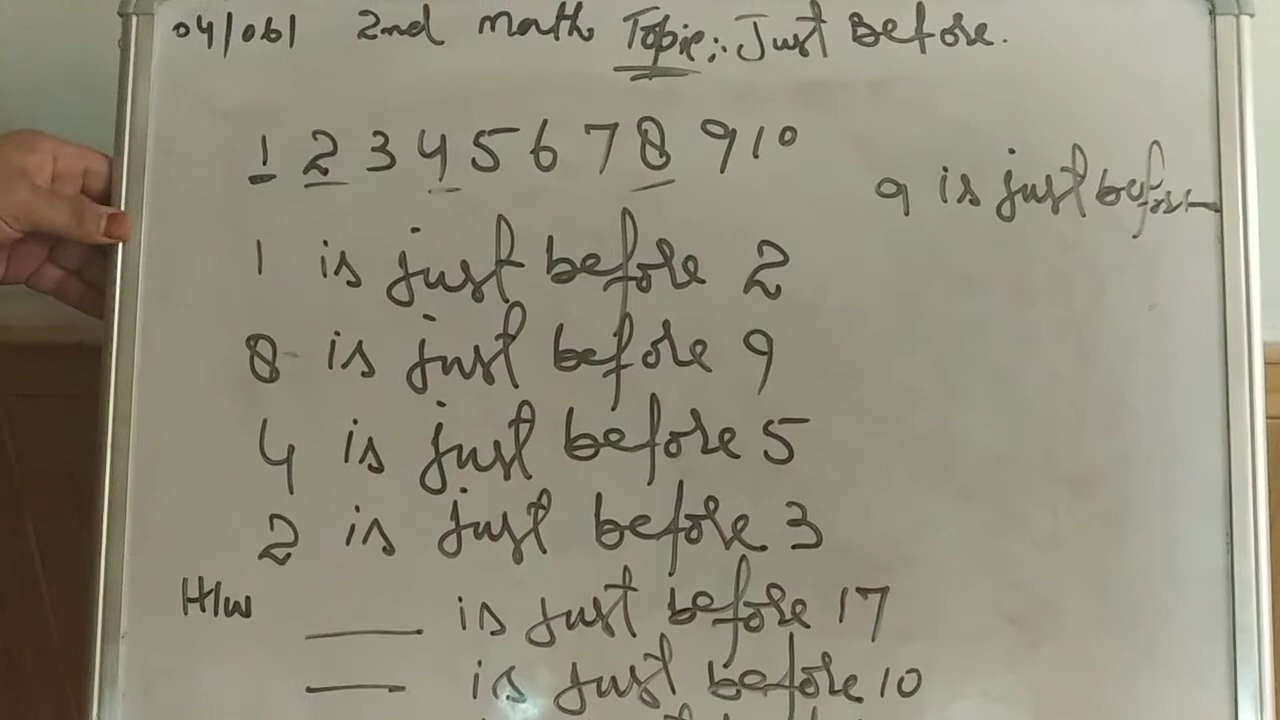 04/06/ 2nd math Topic:. Just Before.
1 2 3 4 5 6 7 8 9 10
9 is just before
1 is just before 2
8 is just before 9
4 is just before 5
2 is just before 3
H/w ___ is just before 17
___ is just before 10